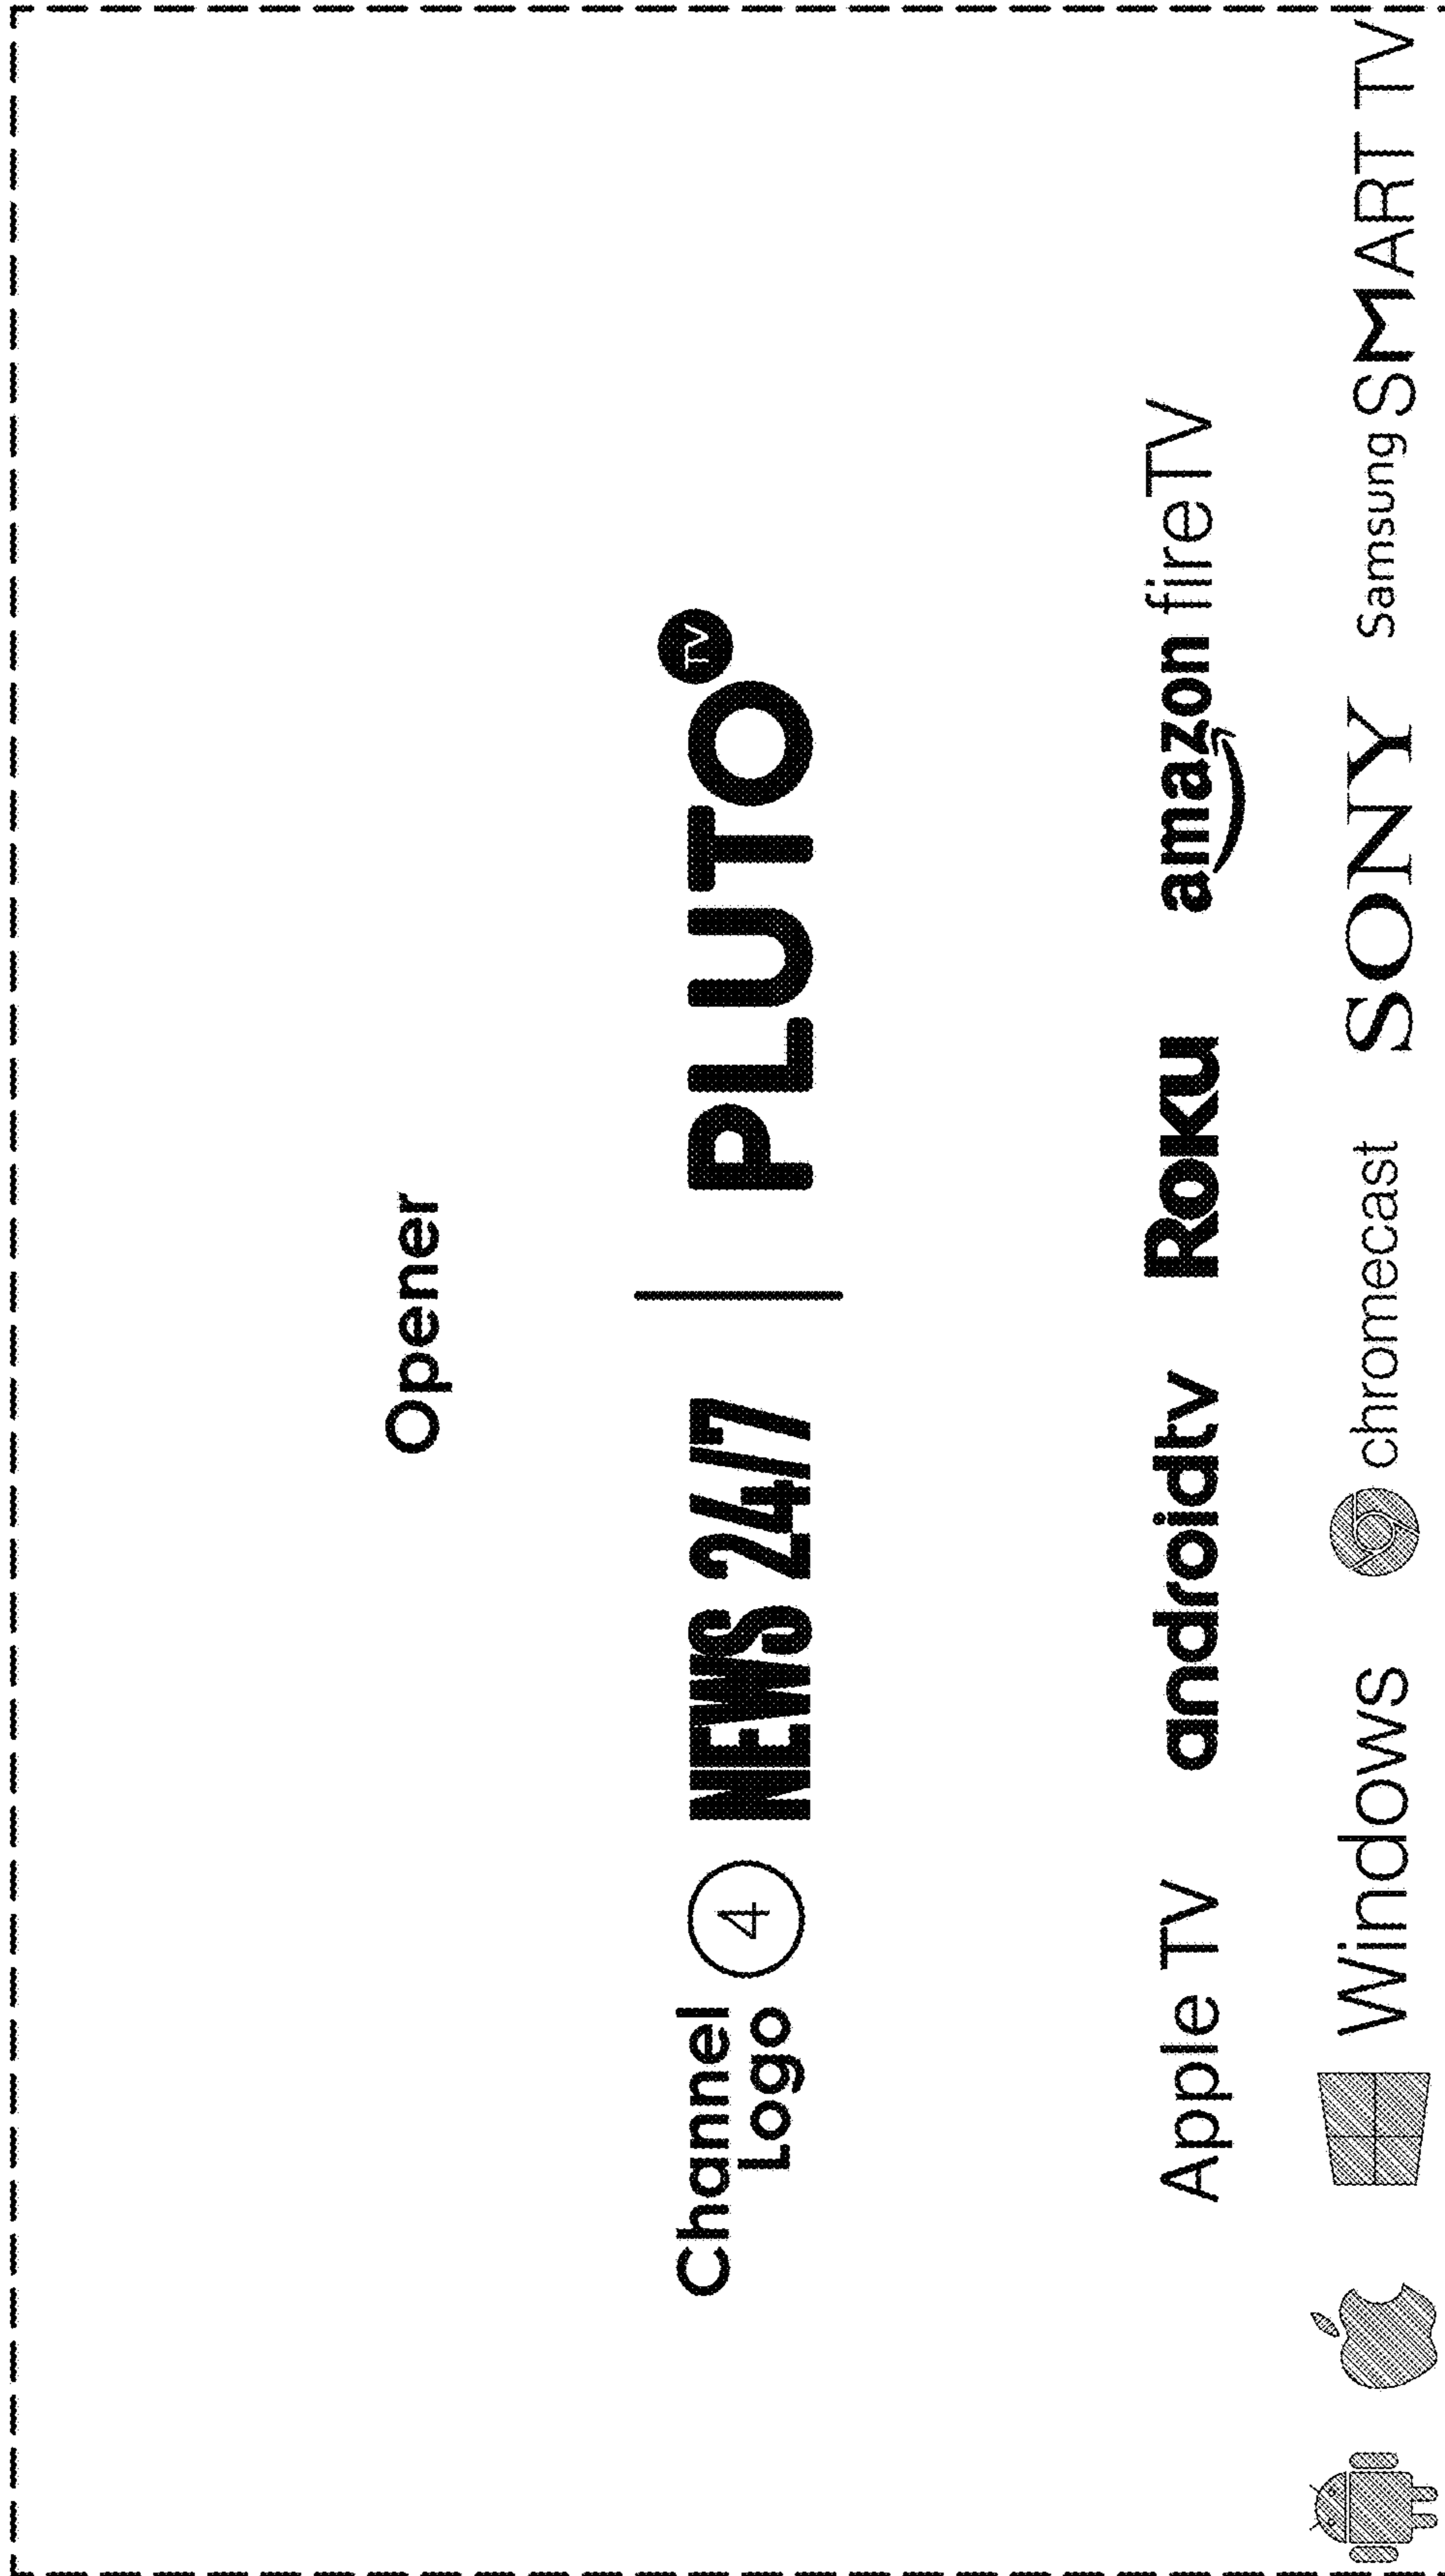 Opener
Channel
Logo
4 NEWS 24/7 | PLUTO TV
Apple TV androidtv Roku amazon fireTV
Windows chromecast SONY Samsung SMART TV